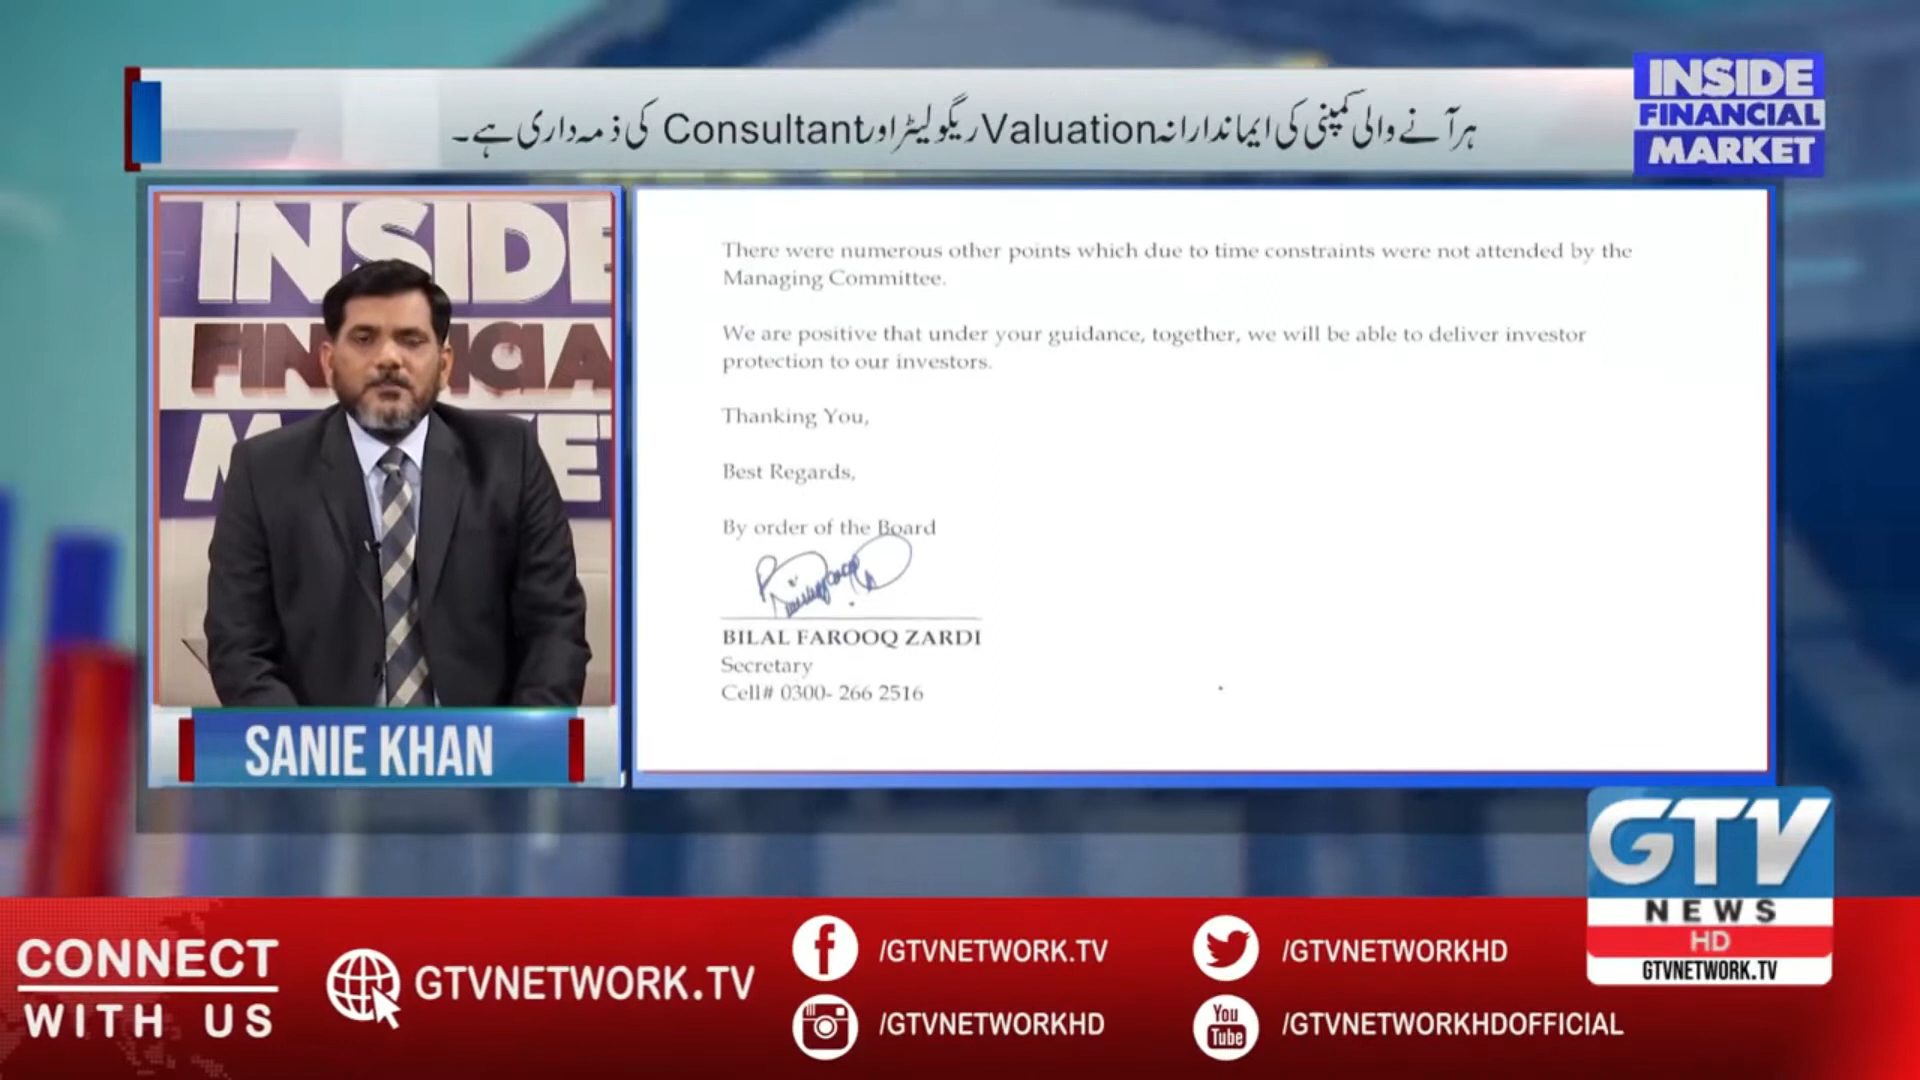 ہر آنے والی کمپنی کی ایماندارانہ Valuation ریگولیٹر اور Consultant کی ذمہ داری ہے۔
INSIDE
FINANCIAL
MARKET
INSIDE
FINANCIA
SANIE KHAN
There were numerous other points which due to time constraints were not attended by the
Managing Committee.
We are positive that under your guidance, together, we will be able to deliver investor
protection to our investors.
Thanking You,
Best Regards,
By order of the Board
BILAL FAROOQ ZARDI
Secretary
Cell# 0300- 266 2516
GTV
NEWS
HD
GTVNETWORK.TV
CONNECT
WITH US
GTVNETWORK.TV
/GTVNETWORK.TV
/GTVNETWORKHD
/GTVNETWORKHD
You
Tube
/GTVNETWORKHDOFFICIAL